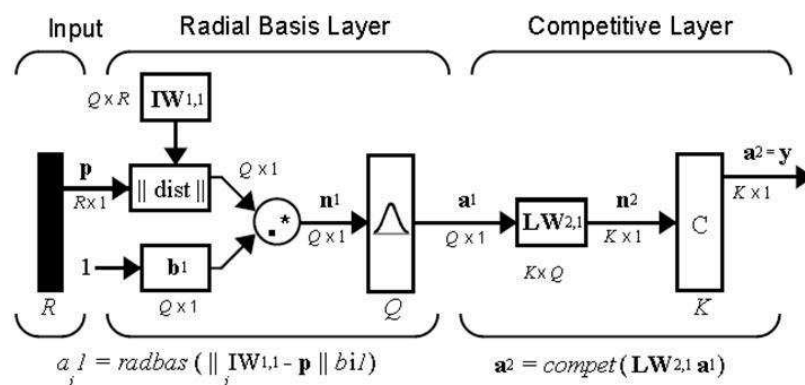 Input Radial Basis Layer Competitive Layer
Q x R IW1,1
p Q x 1 n1 a1 n2 a2 = y
R x 1 || dist || .* Q x 1 Q x 1 LW2,1 K x 1 C K x 1
1 b1 K x Q
R Q x 1 Q K
ai1 = radbas ( || iIW1,1 - p || bi1) a2 = compet ( LW2,1 a1)